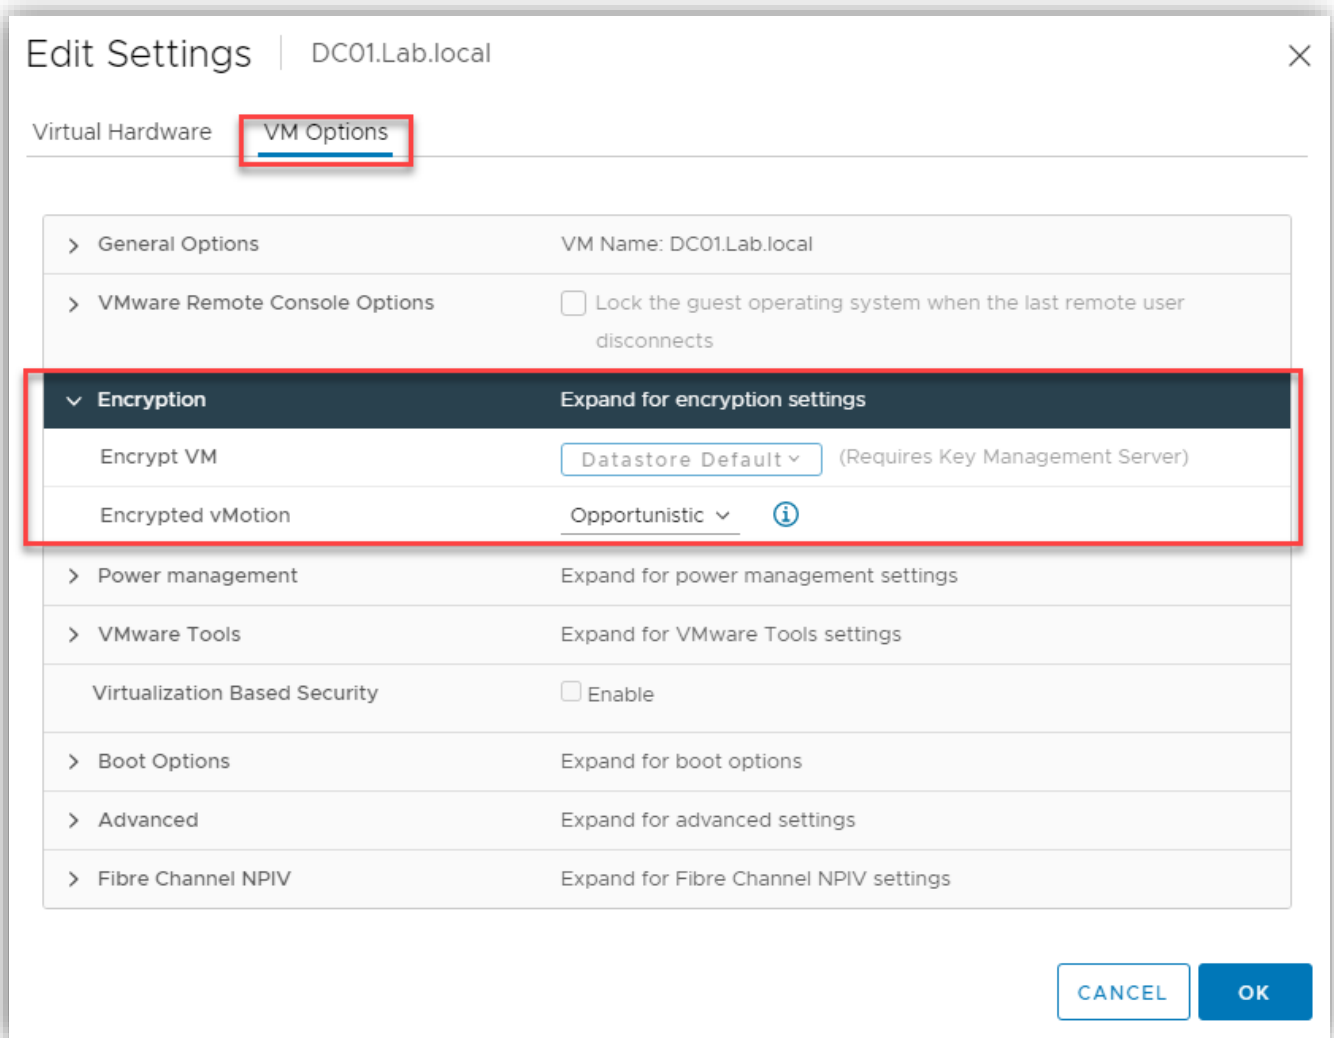 Edit Settings DC01.Lab.local
Virtual Hardware VM Options
General Options VM Name: DC01.Lab.local
VMware Remote Console Options Lock the guest operating system when the last remote user
disconnects
Encryption Expand for encryption settings
Encrypt VM Datastore Default (Requires Key Management Server)
Encrypted vMotion Opportunistic
Power management Expand for power management settings
VMware Tools Expand for VMware Tools settings
Virtualization Based Security Enable
Boot Options Expand for boot options
Advanced Expand for advanced settings
Fibre Channel NPIV Expand for Fibre Channel NPIV settings
CANCEL OK